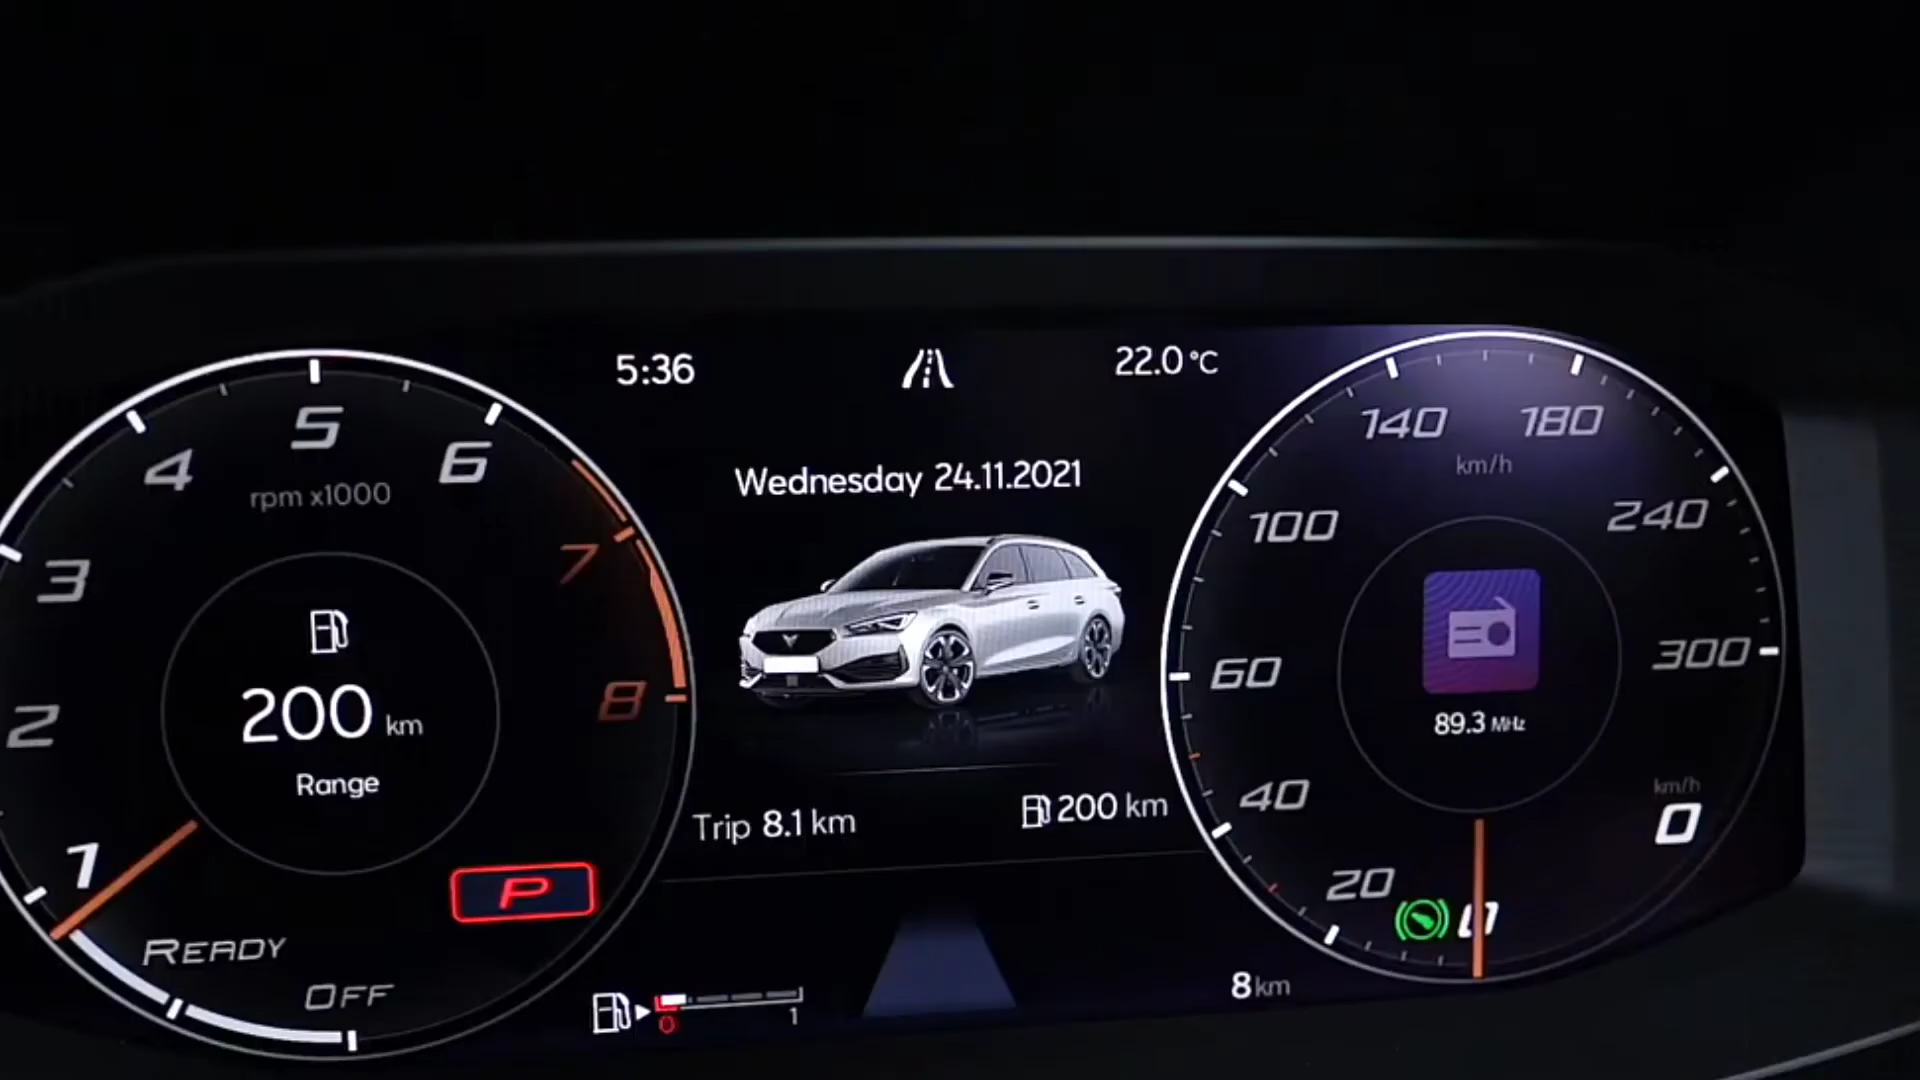 5:36
22.0 °C
Wednesday 24.11.2021
1
2
3
4
5
6
7
8
rpm x1000
200 km
Range
P
READY
OFF
Trip 8.1 km
200 km
0
1
8 km
0
20
40
60
100
140
180
240
300
km/h
89.3 MHz
km/h
0